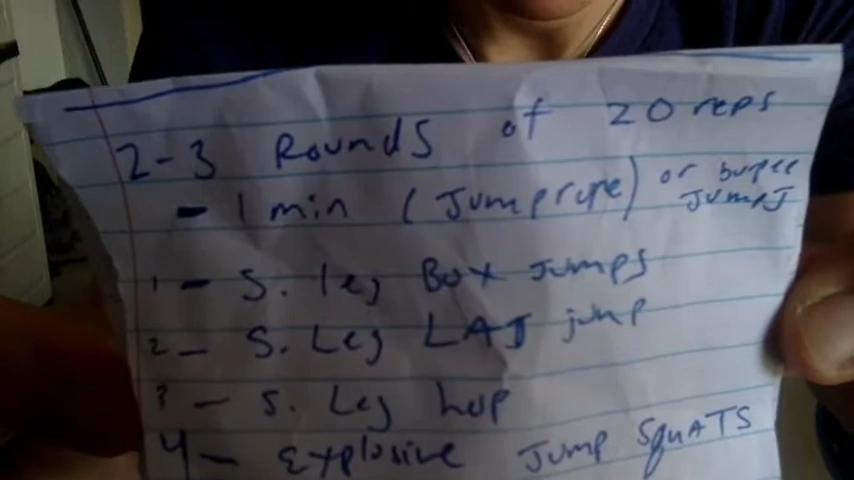 2-3 Rounds of 20 reps
- 1 min (Jumprope) or burpee Jumps
1 - S. leg Box Jumps
2 - S. Leg LAT jump
3 - S. Leg hop
4 - Explosive Jump SquATS